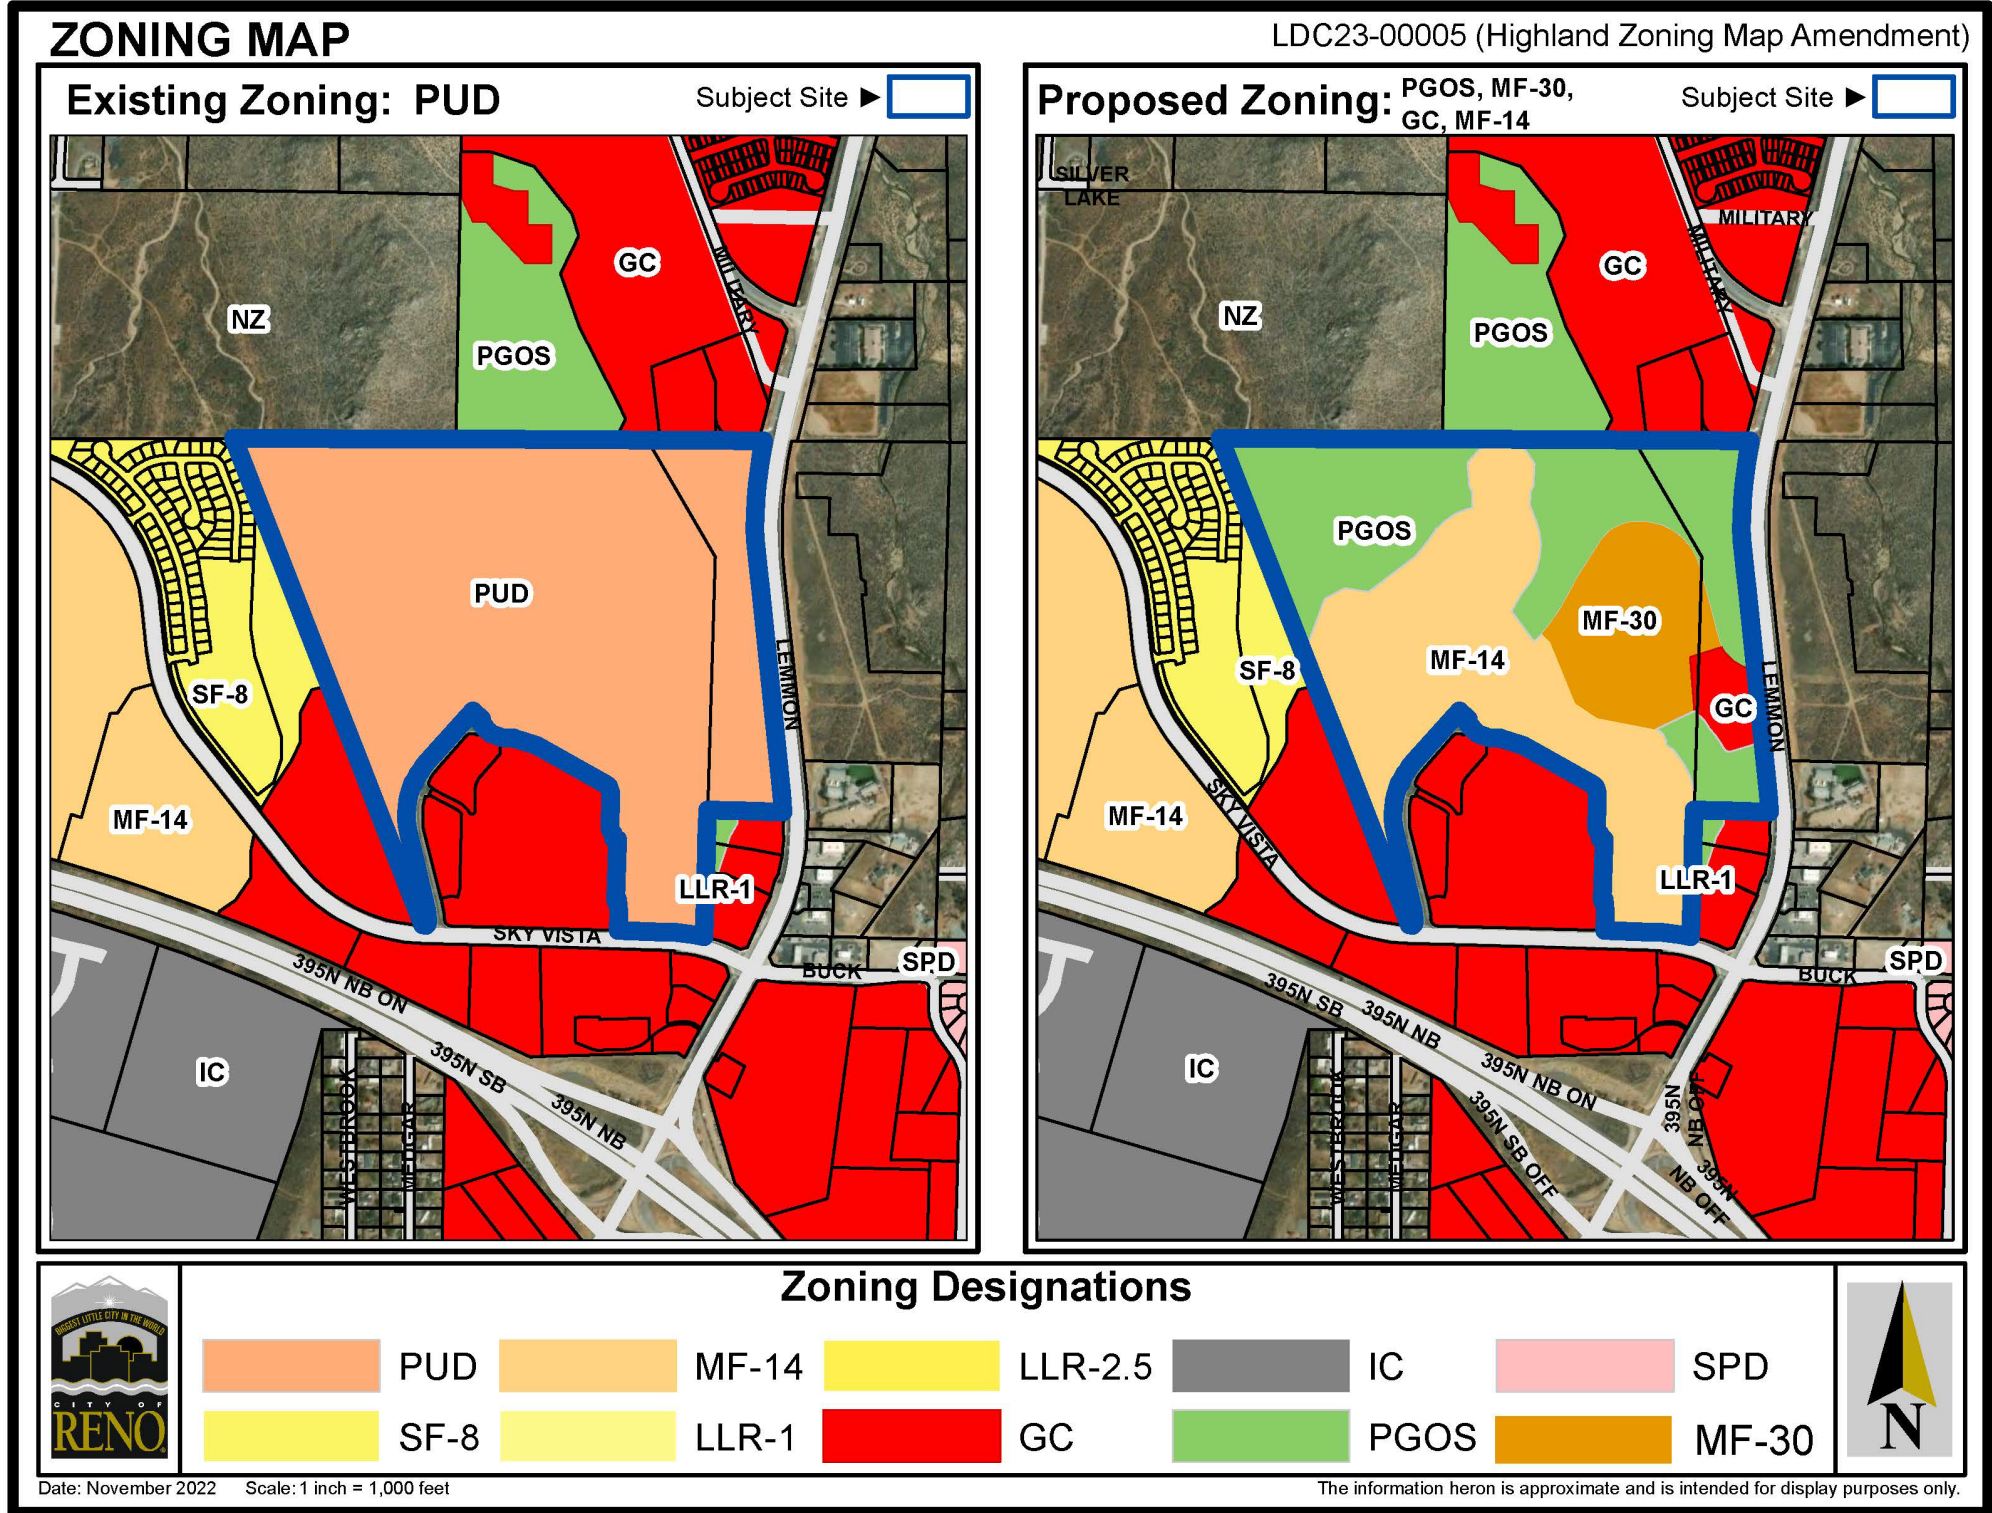 ZONING MAP
LDC23-00005 (Highland Zoning Map Amendment)
Existing Zoning: PUD
Subject Site ►
GC
MILITARY
NZ
PGOS
PUD
LEMMON
SF-8
MF-14
LLR-1
SKY VISTA
BUCK
SPD
395N NB ON
395N SB
395N NB
IC
WESTBROOK
MEDGAR
Proposed Zoning: PGOS, MF-30,
GC, MF-14
Subject Site ►
SILVER
LAKE
MILITARY
MILITARY
GC
NZ
PGOS
PGOS
MF-30
MF-14
SF-8
GC
LEMMON
MF-14
SKY VISTA
LLR-1
SPD
BUCK
395N SB
395N NB
395N NB ON
IC
395N
NB OFF
395N SB OFF
395N
NB OFF
WESTBROOK
MEDGAR
Zoning Designations
BIGGEST LITTLE CITY IN THE WORLD
CITY OF
RENO
PUD
MF-14
LLR-2.5
IC
SPD
SF-8
LLR-1
GC
PGOS
MF-30
N
Date: November 2022 Scale: 1 inch = 1,000 feet
The information heron is approximate and is intended for display purposes only.